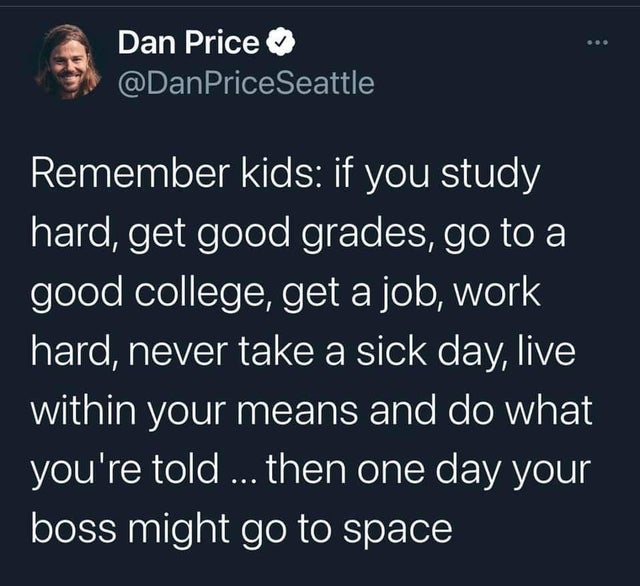 Dan Price
@DanPriceSeattle
Remember kids: if you study
hard, get good grades, go to a
good college, get a job, work
hard, never take a sick day, live
within your means and do what
you're told ... then one day your
boss might go to space